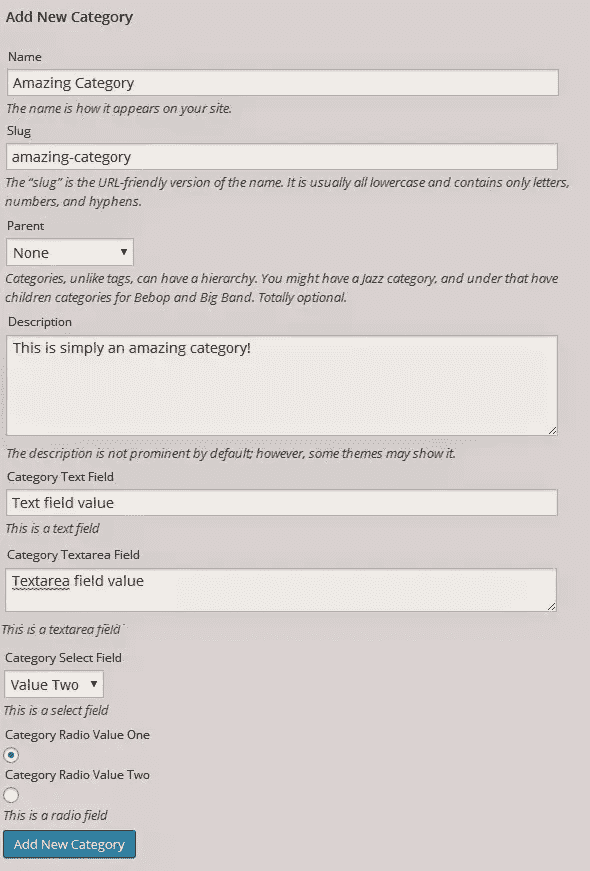 Add New Category
Name
Amazing Category
The name is how it appears on your site.
Slug
amazing-category
The “slug” is the URL-friendly version of the name. It is usually all lowercase and contains only letters,
numbers, and hyphens.
Parent
None
Categories, unlike tags, can have a hierarchy. You might have a Jazz category, and under that have
children categories for Bebop and Big Band. Totally optional.
Description
This is simply an amazing category!
The description is not prominent by default; however, some themes may show it.
Category Text Field
Text field value
This is a text field
Category Textarea Field
Textarea field value
This is a textarea field
Category Select Field
Value Two
This is a select field
Category Radio Value One
Category Radio Value Two
This is a radio field
Add New Category